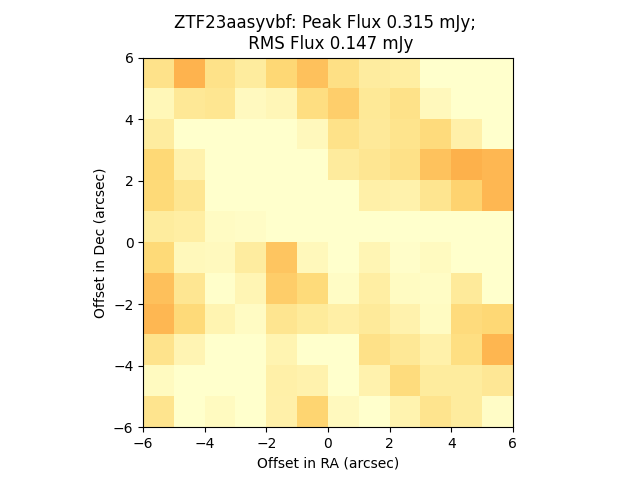 ZTF23aasyvbf: Peak Flux 0.315 mJy;
RMS Flux 0.147 mJy
6
4
2
0
−2
−4
−6
Offset in Dec (arcsec)
−6 −4 −2 0 2 4 6
Offset in RA (arcsec)